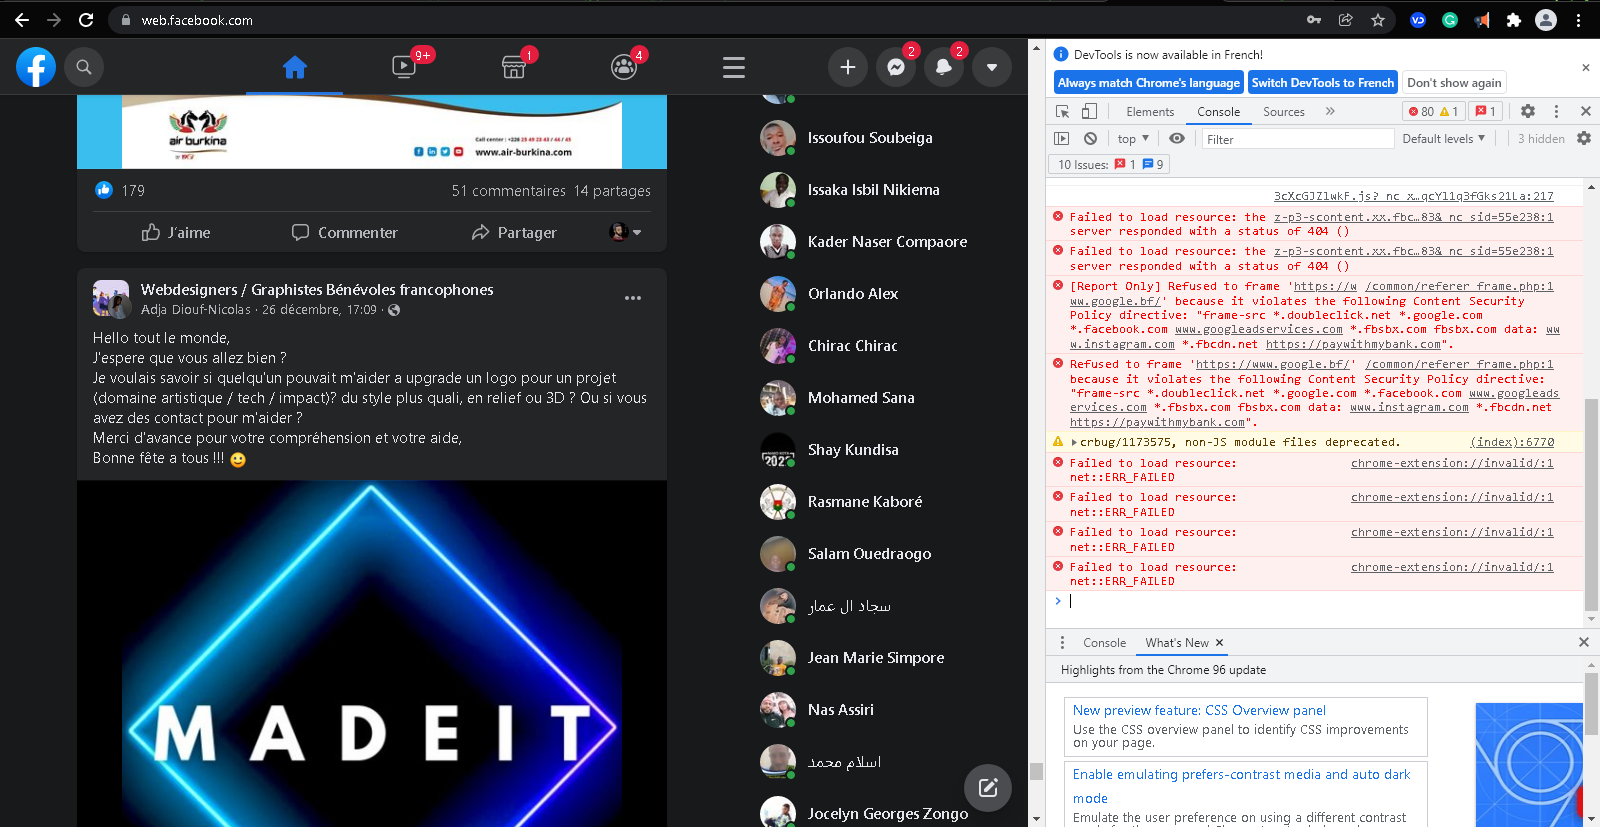 web.facebook.com
9+
1
4
2
2
air burkina
Call center : +226 25 49 23 43 / 44 / 45
www.air-burkina.com
179
51 commentaires 14 partages
J'aime
Commenter
Partager
Webdesigners / Graphistes Bénévoles francophones
Adja Diouf-Nicolas · 26 décembre, 17:09 ·
Hello tout le monde,
J'espere que vous allez bien ?
Je voulais savoir si quelqu'un pouvait m'aider a upgrade un logo pour un projet
(domaine artistique / tech / impact)? du style plus quali, en relief ou 3D ? Ou si vous
avez des contact pour m'aider ?
Merci d'avance pour votre compréhension et votre aide,
Bonne fête a tous !!!
MADEIT
Issoufou Soubeiga
Issaka Isbil Nikiema
Kader Naser Compaore
Orlando Alex
Chirac Chirac
Mohamed Sana
Shay Kundisa
Rasmane Kaboré
Salam Ouedraogo
سجاد ال عمار
Jean Marie Simpore
Nas Assiri
اسلام محمد
Jocelyn Georges Zongo
DevTools is now available in French!
Always match Chrome's language
Switch DevTools to French
Don't show again
Elements
Console
Sources
80
1
1
top
Filter
Default levels
3 hidden
10 Issues:
1
9
3cXcGJZlwkF.js?_nc_x…qcYl1q3fGks21La:217
Failed to load resource: the z-p3-scontent.xx.fbc…83&_nc_sid=55e238:1
server responded with a status of 404 ()
Failed to load resource: the z-p3-scontent.xx.fbc…83&_nc_sid=55e238:1
server responded with a status of 404 ()
[Report Only] Refused to frame 'https://w /common/referer_frame.php:1
ww.google.bf/' because it violates the following Content Security
Policy directive: "frame-src *.doubleclick.net *.google.com
*.facebook.com www.googleadservices.com *.fbsbx.com fbsbx.com data: ww
w.instagram.com *.fbcdn.net https://paywithmybank.com".
Refused to frame 'https://www.google.bf/' /common/referer_frame.php:1
because it violates the following Content Security Policy directive:
"frame-src *.doubleclick.net *.google.com *.facebook.com www.googleads
ervices.com *.fbsbx.com fbsbx.com data: www.instagram.com *.fbcdn.net
https://paywithmybank.com".
crbug/1173575, non-JS module files deprecated. (index):6770
Failed to load resource: chrome-extension://invalid/:1
net::ERR_FAILED
Failed to load resource: chrome-extension://invalid/:1
net::ERR_FAILED
Failed to load resource: chrome-extension://invalid/:1
net::ERR_FAILED
Failed to load resource: chrome-extension://invalid/:1
net::ERR_FAILED
Console
What's New
Highlights from the Chrome 96 update
New preview feature: CSS Overview panel
Use the CSS overview panel to identify CSS improvements
on your page.
Enable emulating prefers-contrast media and auto dark
mode
Emulate the user preference on using a different contrast